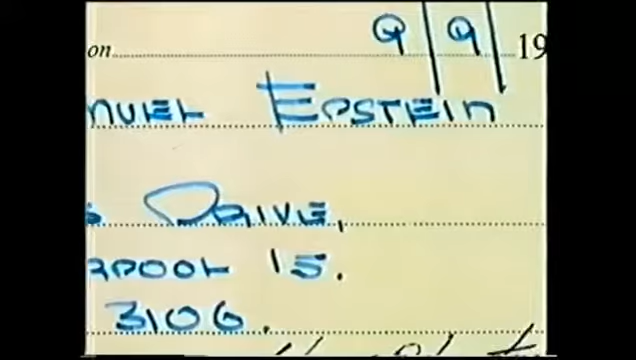 on 9/9/19
nuel Epstein
s Drive,
rpool 15.
3106.